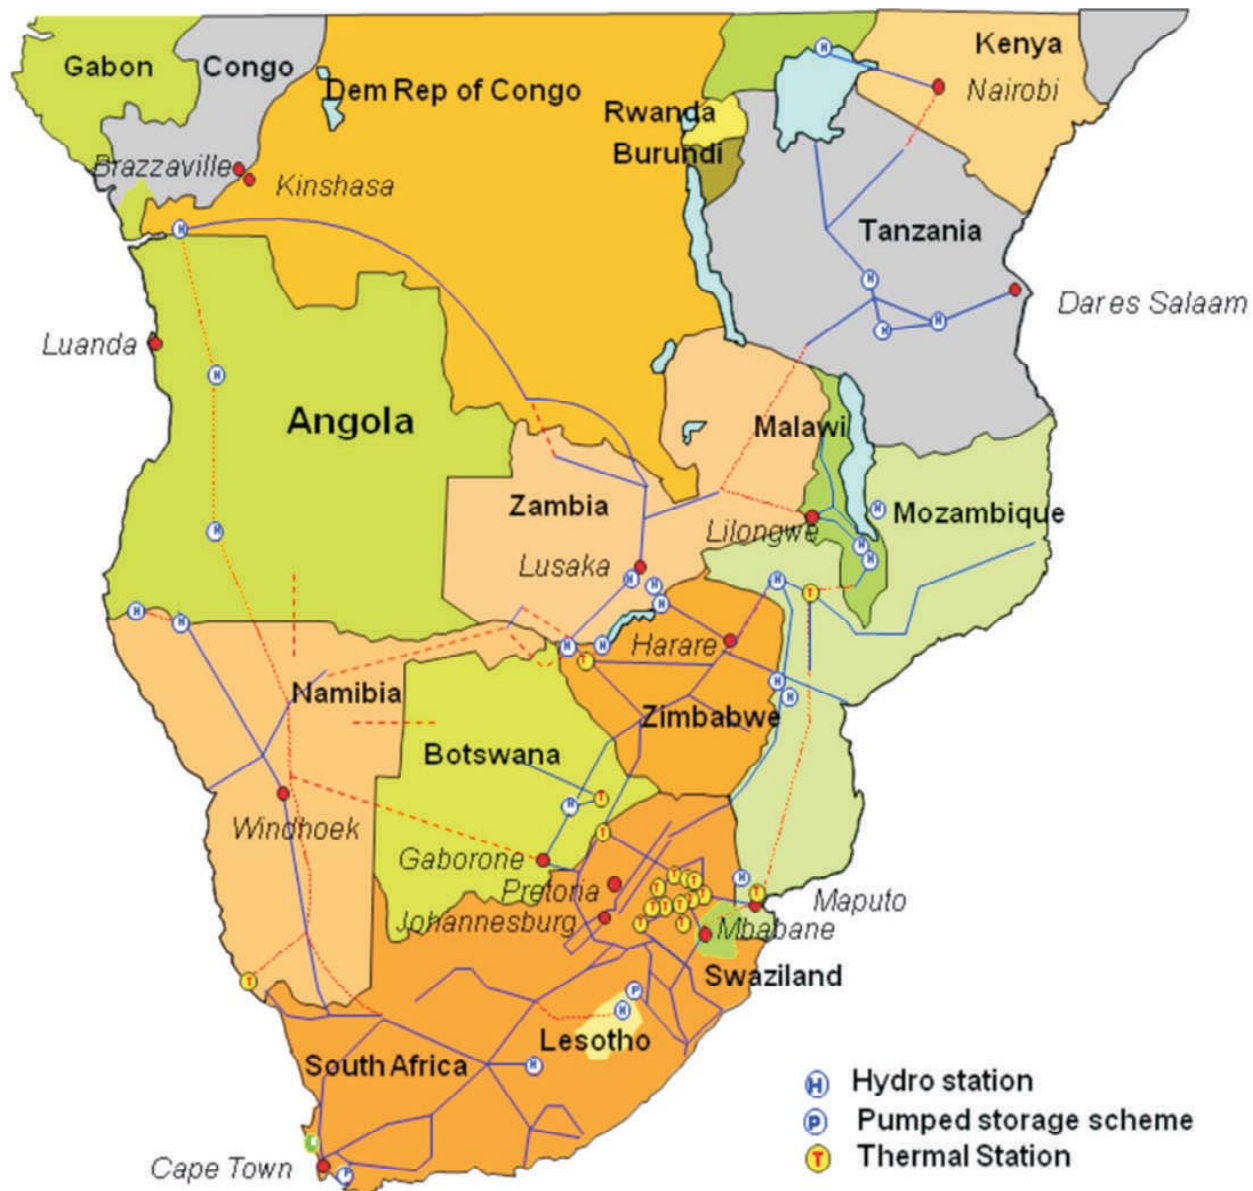 Gabon
Congo
Kenya
Dem Rep of Congo
Nairobi
Rwanda
Burundi
Brazzaville
Kinshasa
Tanzania
Dar es Salaam
Luanda
Angola
Malawi
Zambia
Mozambique
Lilongwe
Lusaka
Harare
Namibia
Zimbabwe
Botswana
Windhoek
Gaborone
Pretoria
Maputo
Johannesburg
Mbabane
Swaziland
Lesotho
South Africa
H Hydro station
P Pumped storage scheme
T Thermal Station
Cape Town